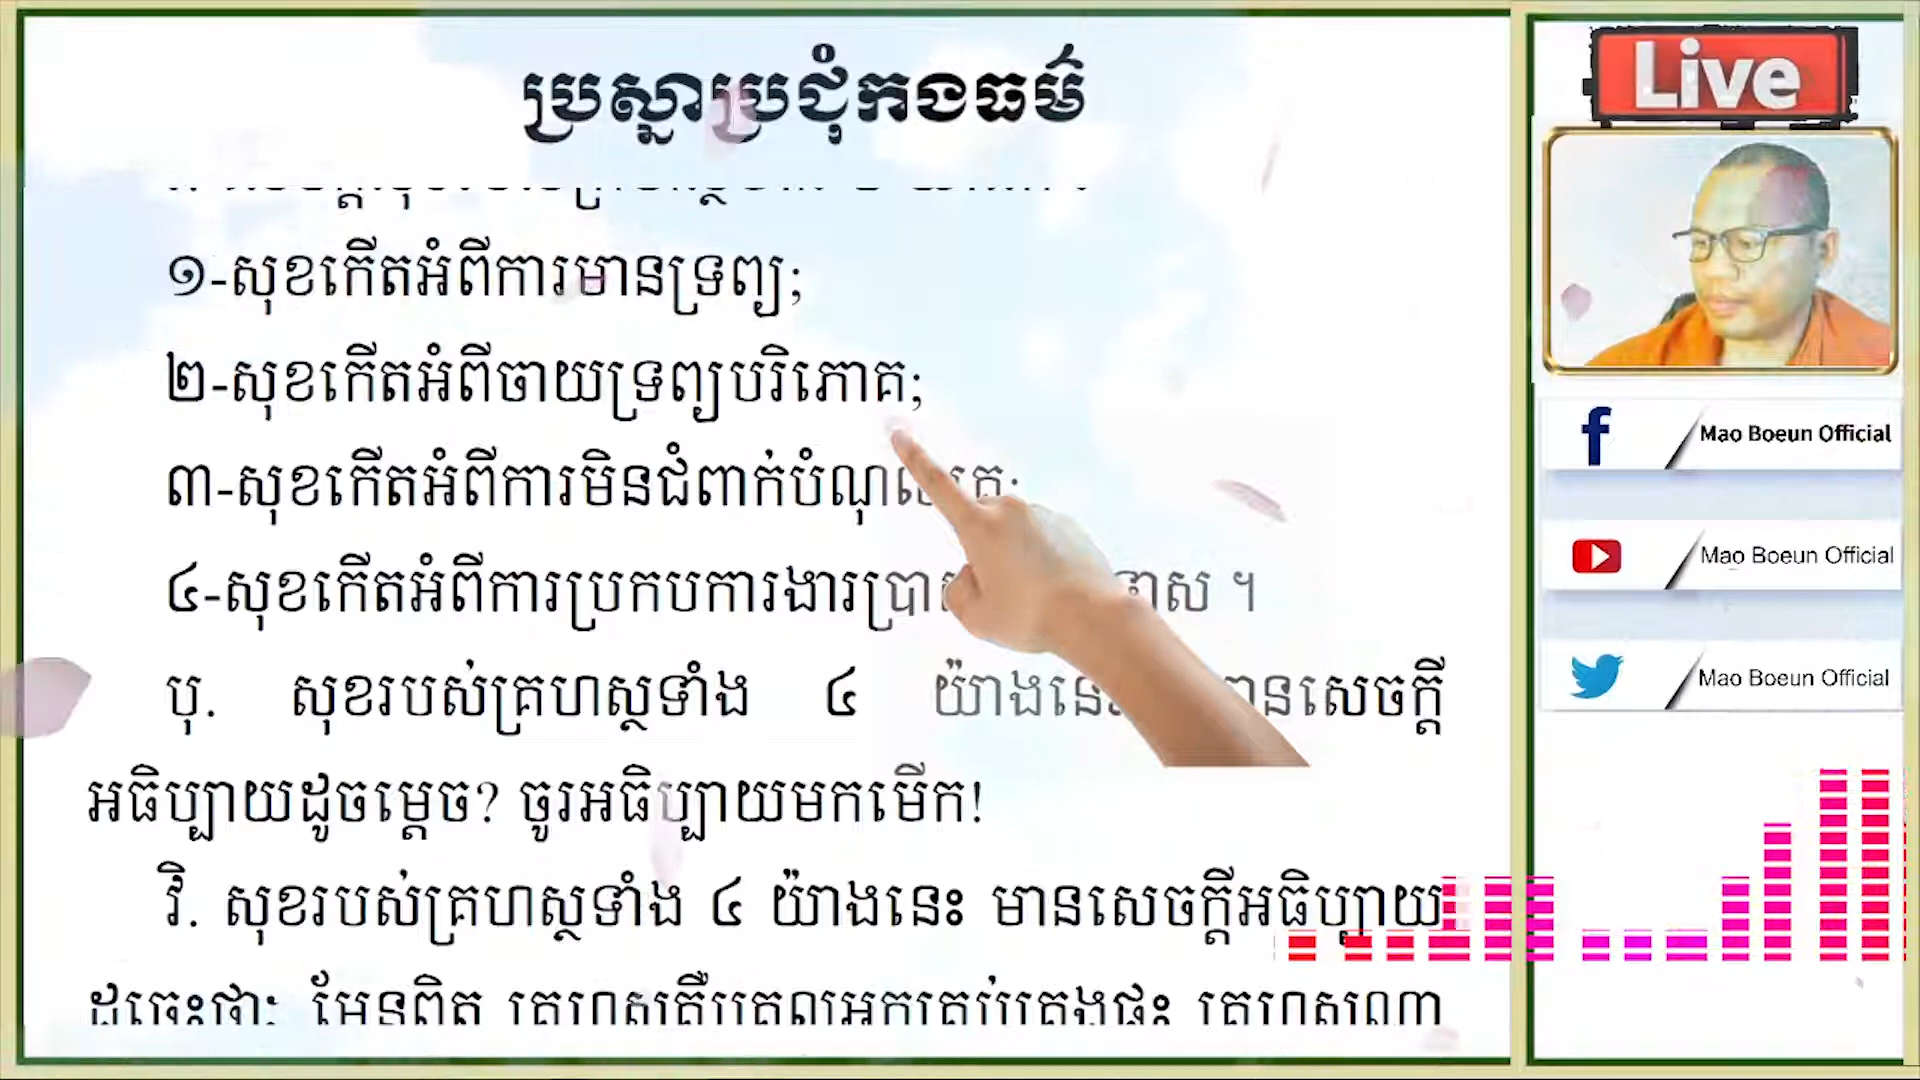 ប្រស្នាប្រជុំកងធម៌
១-សុខកើតអំពីការមានទ្រព្យ;
២-សុខកើតអំពីចាយទ្រព្យបរិភោគ;
៣-សុខកើតអំពីការមិនជំពាក់
៤-សុខកើតអំពីការប្រកបការងារ
បុ. សុខរបស់គ្រហស្ថទាំង ៤ យ៉ាងនេះ សេចក្ដី
អធិប្បាយដូចម្ដេច? ចូរអធិប្បាយមកមើក!
វិ. សុខរបស់គ្រហស្ថទាំង ៤ យ៉ាងនេះ មានសេចក្ដីអធិប្បាយ
Live
Mao Boeun Official
Mao Boeun Official
Mao Boeun Official